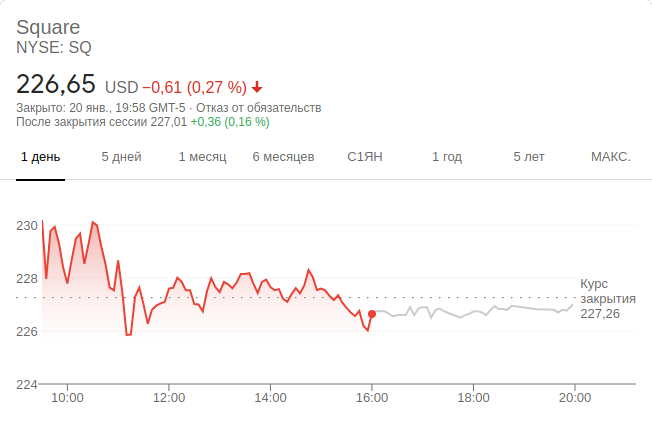 Square
NYSE: SQ
226,65 USD −0,61 (0,27 %)
Закрыто: 20 янв., 19:58 GMT-5 · Отказ от обязательств
После закрытия сессии 227,01 +0,36 (0,16 %)
1 день 5 дней 1 месяц 6 месяцев С1ЯН 1 год 5 лет МАКС.
230
228
226
224
Курс
закрытия
227,26
10:00 12:00 14:00 16:00 18:00 20:00